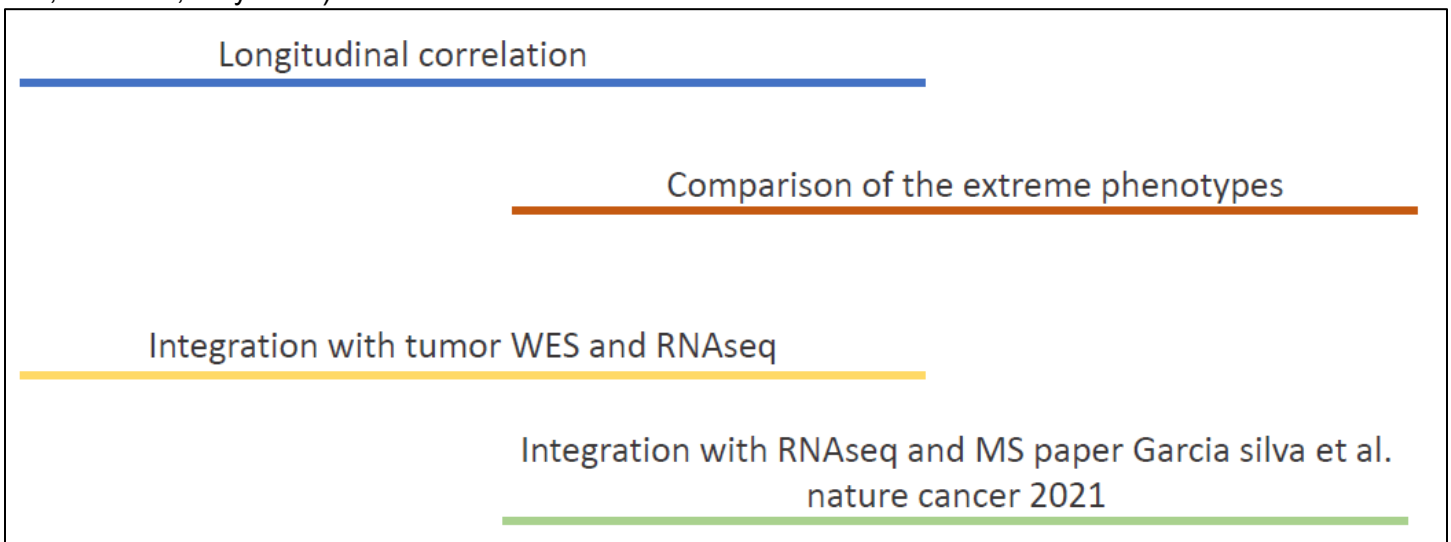 Longitudinal correlation
Comparison of the extreme phenotypes
Integration with tumor WES and RNAseq
Integration with RNAseq and MS paper Garcia silva et al.
nature cancer 2021